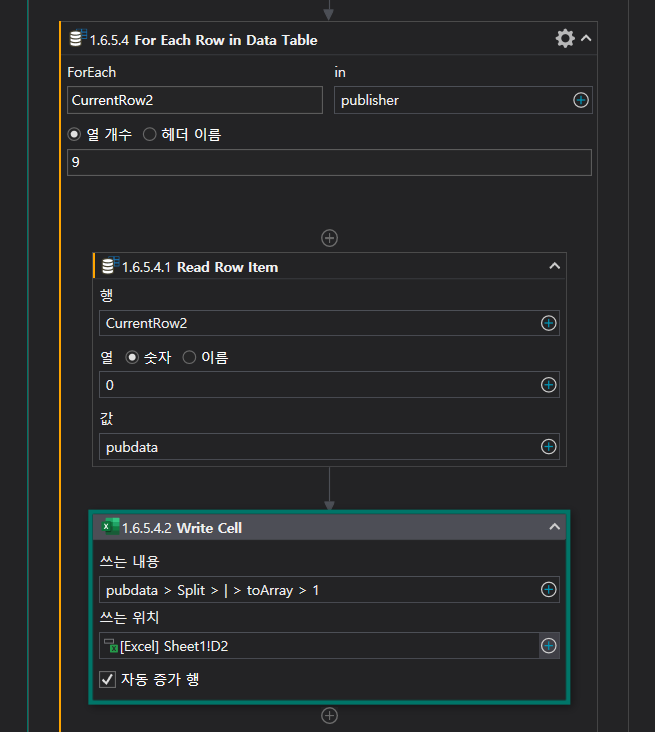 1.6.5.4 For Each Row in Data Table
ForEach in
CurrentRow2 publisher
열 개수 헤더 이름
9
1.6.5.4.1 Read Row Item
행
CurrentRow2
열 숫자 이름
0
값
pubdata
1.6.5.4.2 Write Cell
쓰는 내용
pubdata > Split > | > toArray > 1
쓰는 위치
[Excel] Sheet1!D2
자동 증가 행